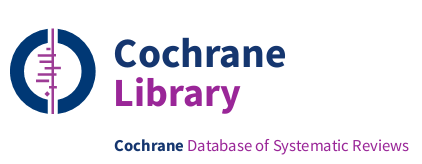 Cochrane
Library
Cochrane Database of Systematic Reviews